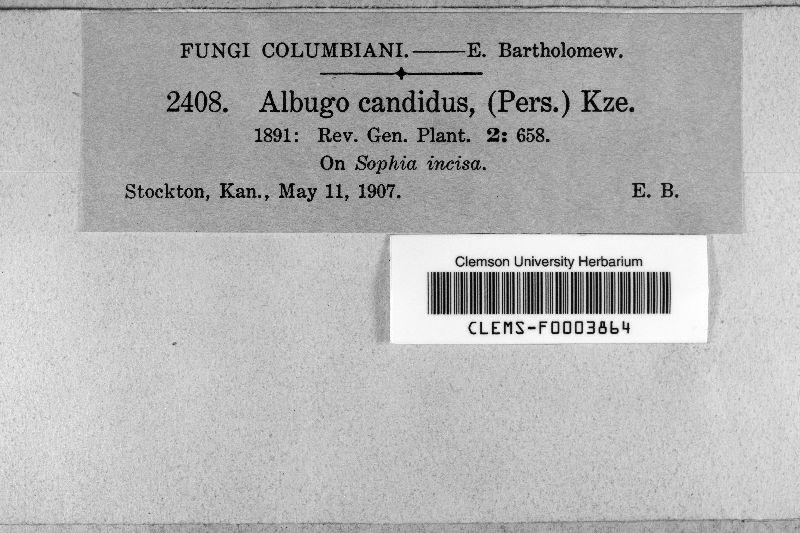 FUNGI COLUMBIANI.——E. Bartholomew.
2408. Albugo candidus, (Pers.) Kze.
1891: Rev. Gen. Plant. 2: 658.
On Sophia incisa.
Stockton, Kan., May 11, 1907. E. B.
Clemson University Herbarium
CLEMS-F0003864